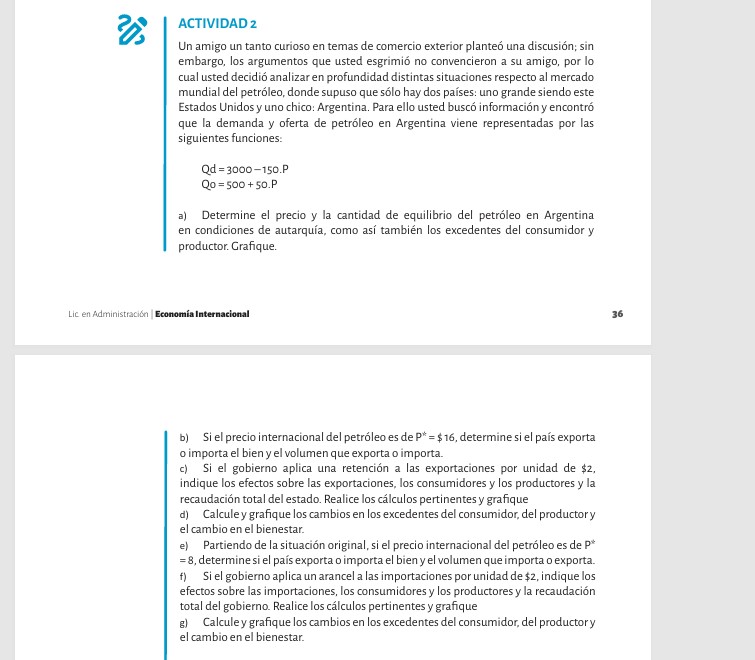 ACTIVIDAD 2
Un amigo un tanto curioso en temas de comercio exterior planteó una discusión; sin
embargo, los argumentos que usted esgrimió no convencieron a su amigo, por lo
cual usted decidió analizar en profundidad distintas situaciones respecto al mercado
mundial del petróleo, donde supuso que sólo hay dos países: uno grande siendo este
Estados Unidos y uno chico: Argentina. Para ello usted buscó información y encontró
que la demanda y oferta de petróleo en Argentina viene representadas por las
siguientes funciones:
Qd = 3000 – 150.P
Qo = 500 + 50.P
a) Determine el precio y la cantidad de equilibrio del petróleo en Argentina
en condiciones de autarquía, como así también los excedentes del consumidor y
productor. Grafique.
Lic. en Administración | Economía Internacional
36
b) Si el precio internacional del petróleo es de P* = $ 16, determine si el país exporta
o importa el bien y el volumen que exporta o importa.
c) Si el gobierno aplica una retención a las exportaciones por unidad de $2,
indique los efectos sobre las exportaciones, los consumidores y los productores y la
recaudación total del estado. Realice los cálculos pertinentes y grafique
d) Calcule y grafique los cambios en los excedentes del consumidor, del productor y
el cambio en el bienestar.
e) Partiendo de la situación original, si el precio internacional del petróleo es de P*
= 8, determine si el país exporta o importa el bien y el volumen que importa o exporta.
f) Si el gobierno aplica un arancel a las importaciones por unidad de $2, indique los
efectos sobre las importaciones, los consumidores y los productores y la recaudación
total del gobierno. Realice los cálculos pertinentes y grafique
g) Calcule y grafique los cambios en los excedentes del consumidor, del productor y
el cambio en el bienestar.